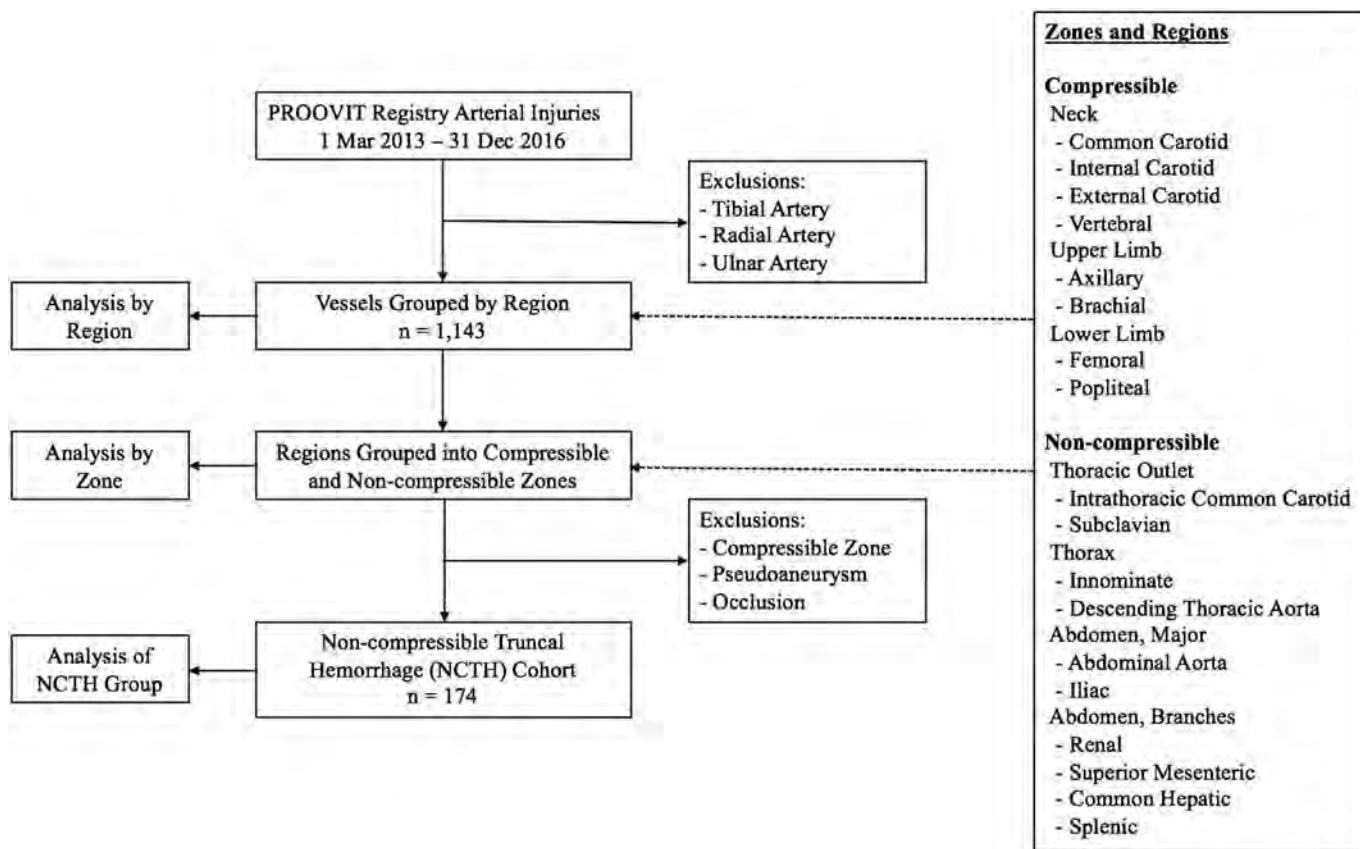 PROOVIT Registry Arterial Injuries
1 Mar 2013 – 31 Dec 2016
Exclusions:
- Tibial Artery
- Radial Artery
- Ulnar Artery
Analysis by
Region
Vessels Grouped by Region
n = 1,143
Analysis by
Zone
Regions Grouped into Compressible
and Non-compressible Zones
Exclusions:
- Compressible Zone
- Pseudoaneurysm
- Occlusion
Analysis of
NCTH Group
Non-compressible Truncal
Hemorrhage (NCTH) Cohort
n = 174
Zones and Regions
Compressible
Neck
- Common Carotid
- Internal Carotid
- External Carotid
- Vertebral
Upper Limb
- Axillary
- Brachial
Lower Limb
- Femoral
- Popliteal
Non-compressible
Thoracic Outlet
- Intrathoracic Common Carotid
- Subclavian
Thorax
- Innominate
- Descending Thoracic Aorta
Abdomen, Major
- Abdominal Aorta
- Iliac
Abdomen, Branches
- Renal
- Superior Mesenteric
- Common Hepatic
- Splenic